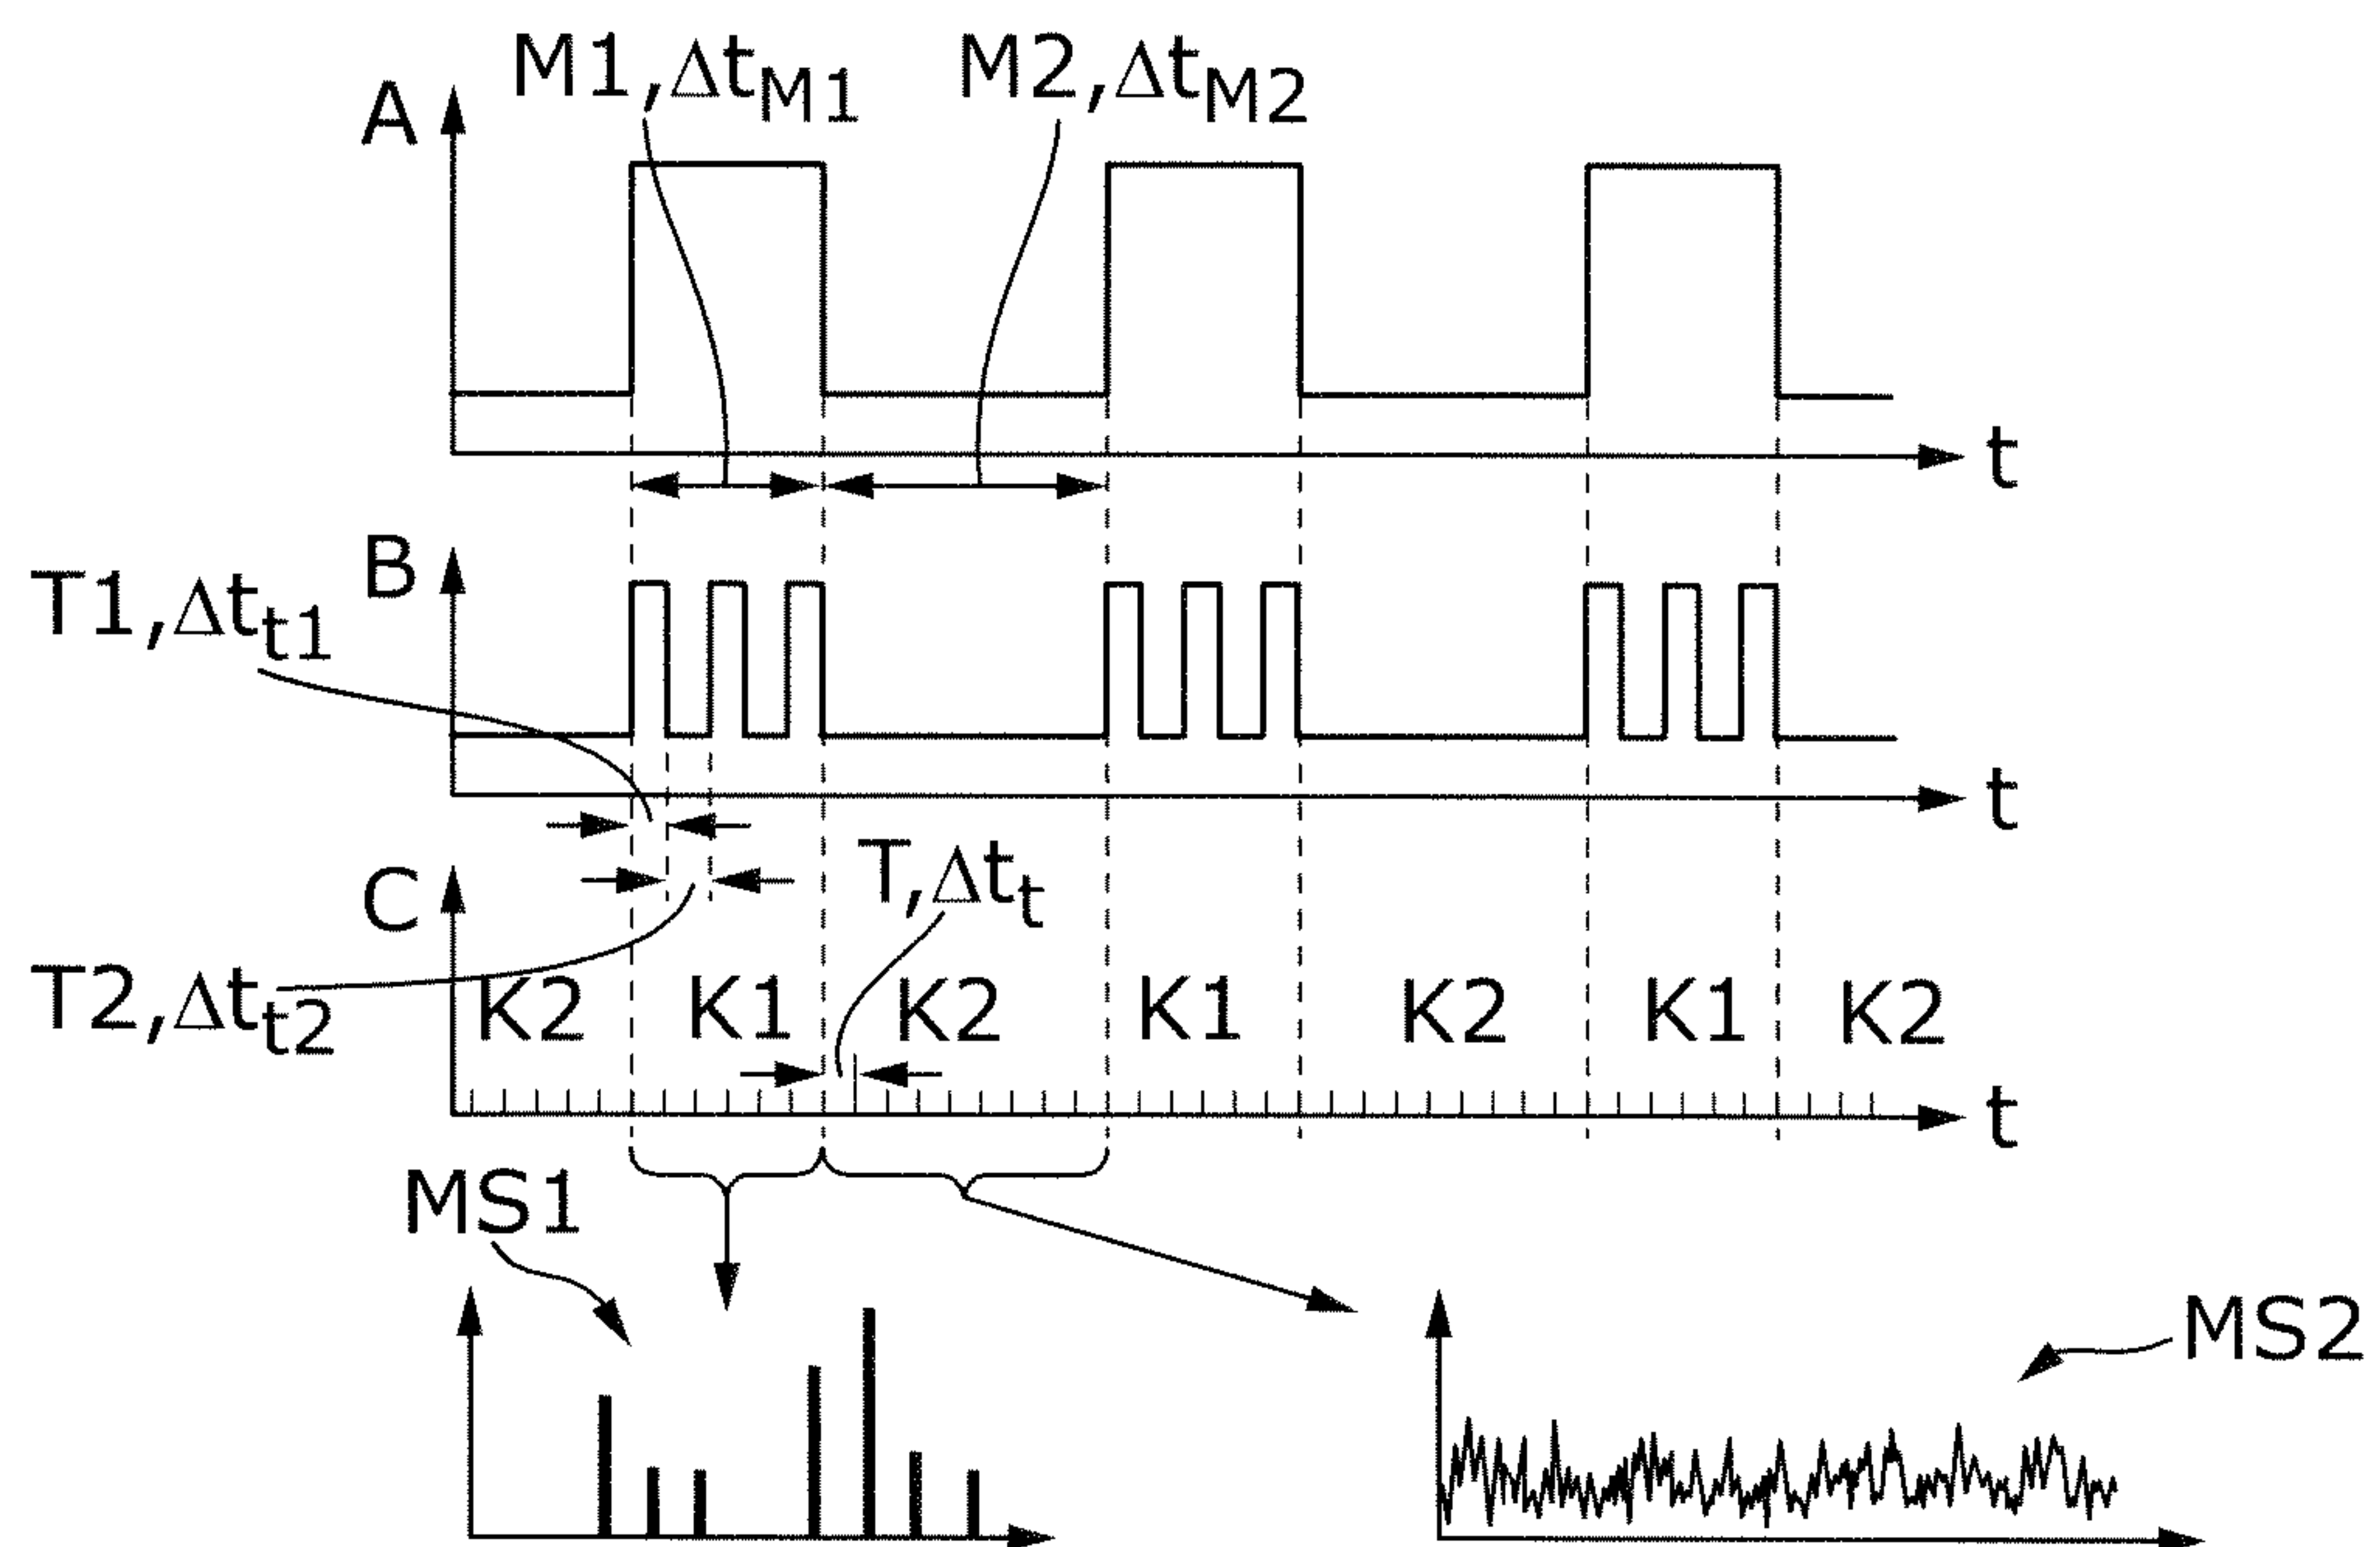 M1,Δt_M1 M2,Δt_M2
A
t
B
T1,Δt_t1
t
T,Δt_t
C
T2,Δt_t2
K2 K1 K2 K1 K2 K1 K2
t
MS1
MS2